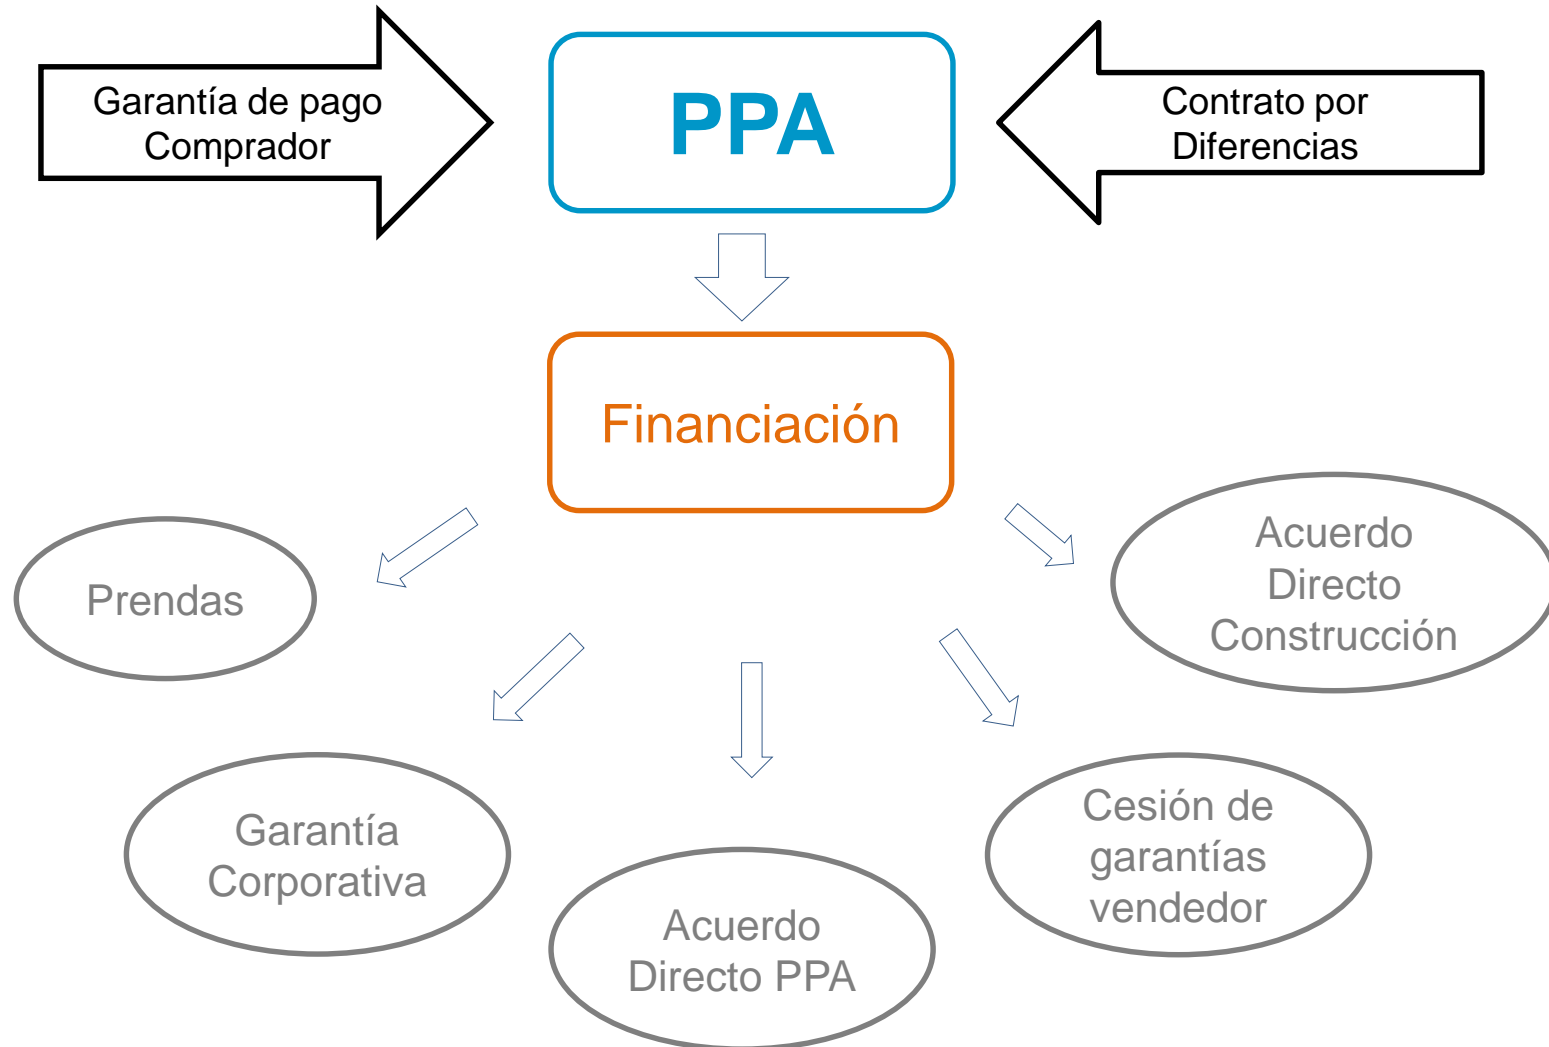 Garantía de pago
Comprador
PPA
Contrato por
Diferencias
Financiación
Prendas
Acuerdo
Directo
Construcción
Garantía
Corporativa
Acuerdo
Directo PPA
Cesión de
garantías
vendedor